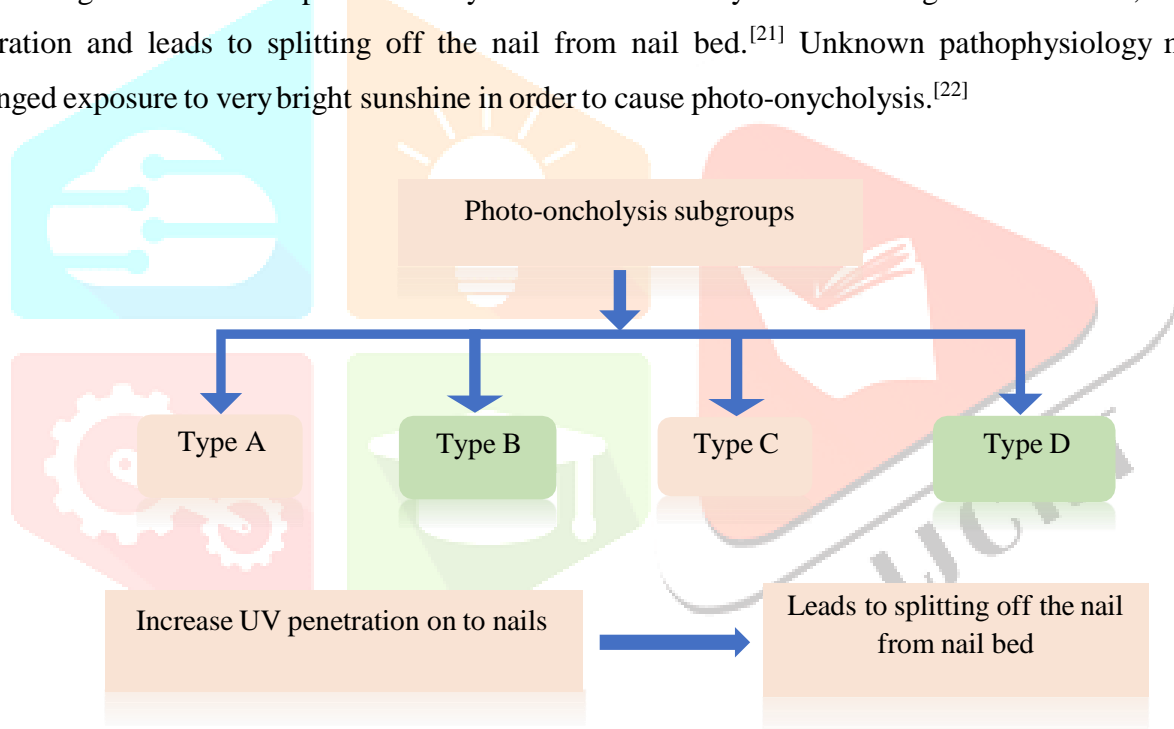 ration and leads to splitting off the nail from nail bed.[21] Unknown pathophysiology
nged exposure to very bright sunshine in order to cause photo-onycholysis.[22]
Photo-oncholysis subgroups
Type A
Type B
Type C
Type D
Increase UV penetration on to nails
Leads to splitting off the nail
from nail bed
IJCRT